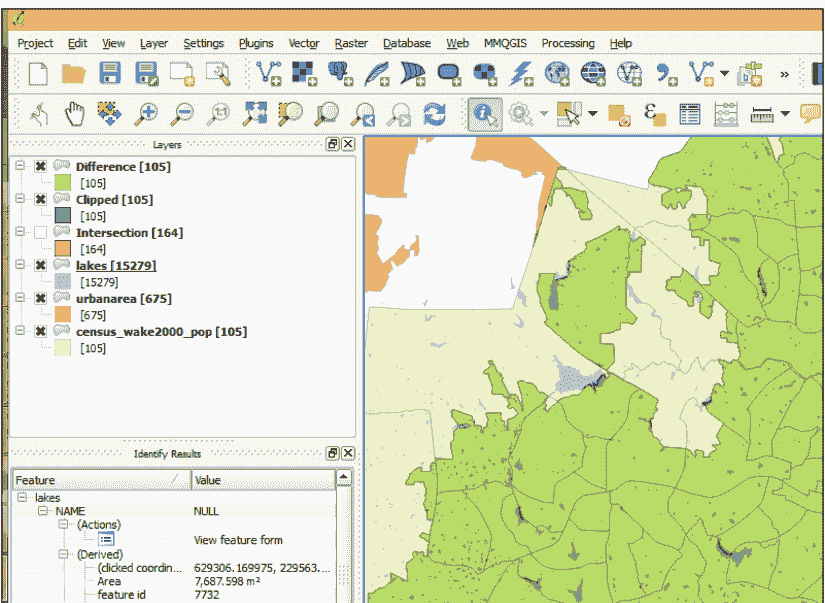 Project Edit View Layer Settings Plugins Vector Raster Database Web MMQGIS Processing Help
»
1:1
Layers
Difference [105]
[105]
Clipped [105]
[105]
Intersection [164]
[164]
lakes [15279]
[15279]
urbanarea [675]
[675]
census_wake2000_pop [105]
[105]
Identify Results
Feature Value
lakes
NAME NULL
(Actions)
View feature form
(Derived)
(clicked coordin... 629306.169975, 229563....
Area 7,687.598 m²
feature id 7732